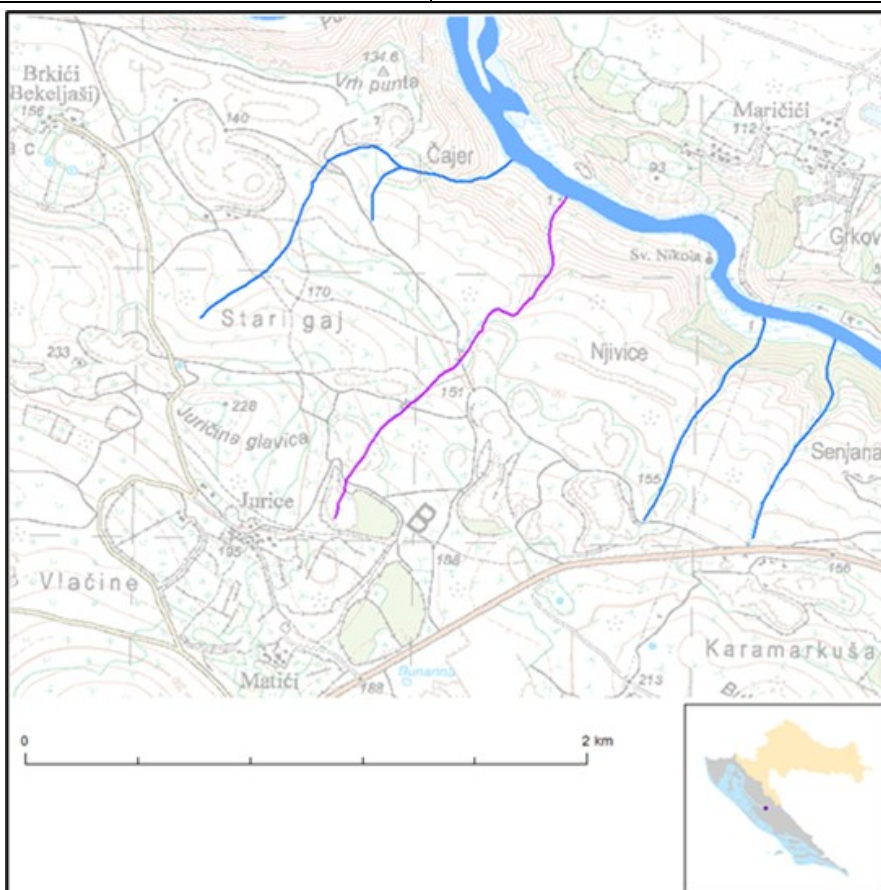 134.6
Vrh punta
Brkići
(Bekeljaši)
156
140
Čajer
Maričići
112
93
Grkov
Sv. Nikola
170
Stari gaj
Njivice
233
151
228
Juričina glavica
Senjana
155
Jurice
B
195
188
156
Vlačine
Karamarkuša
Bunarina
Matići
188
213
0
2 km